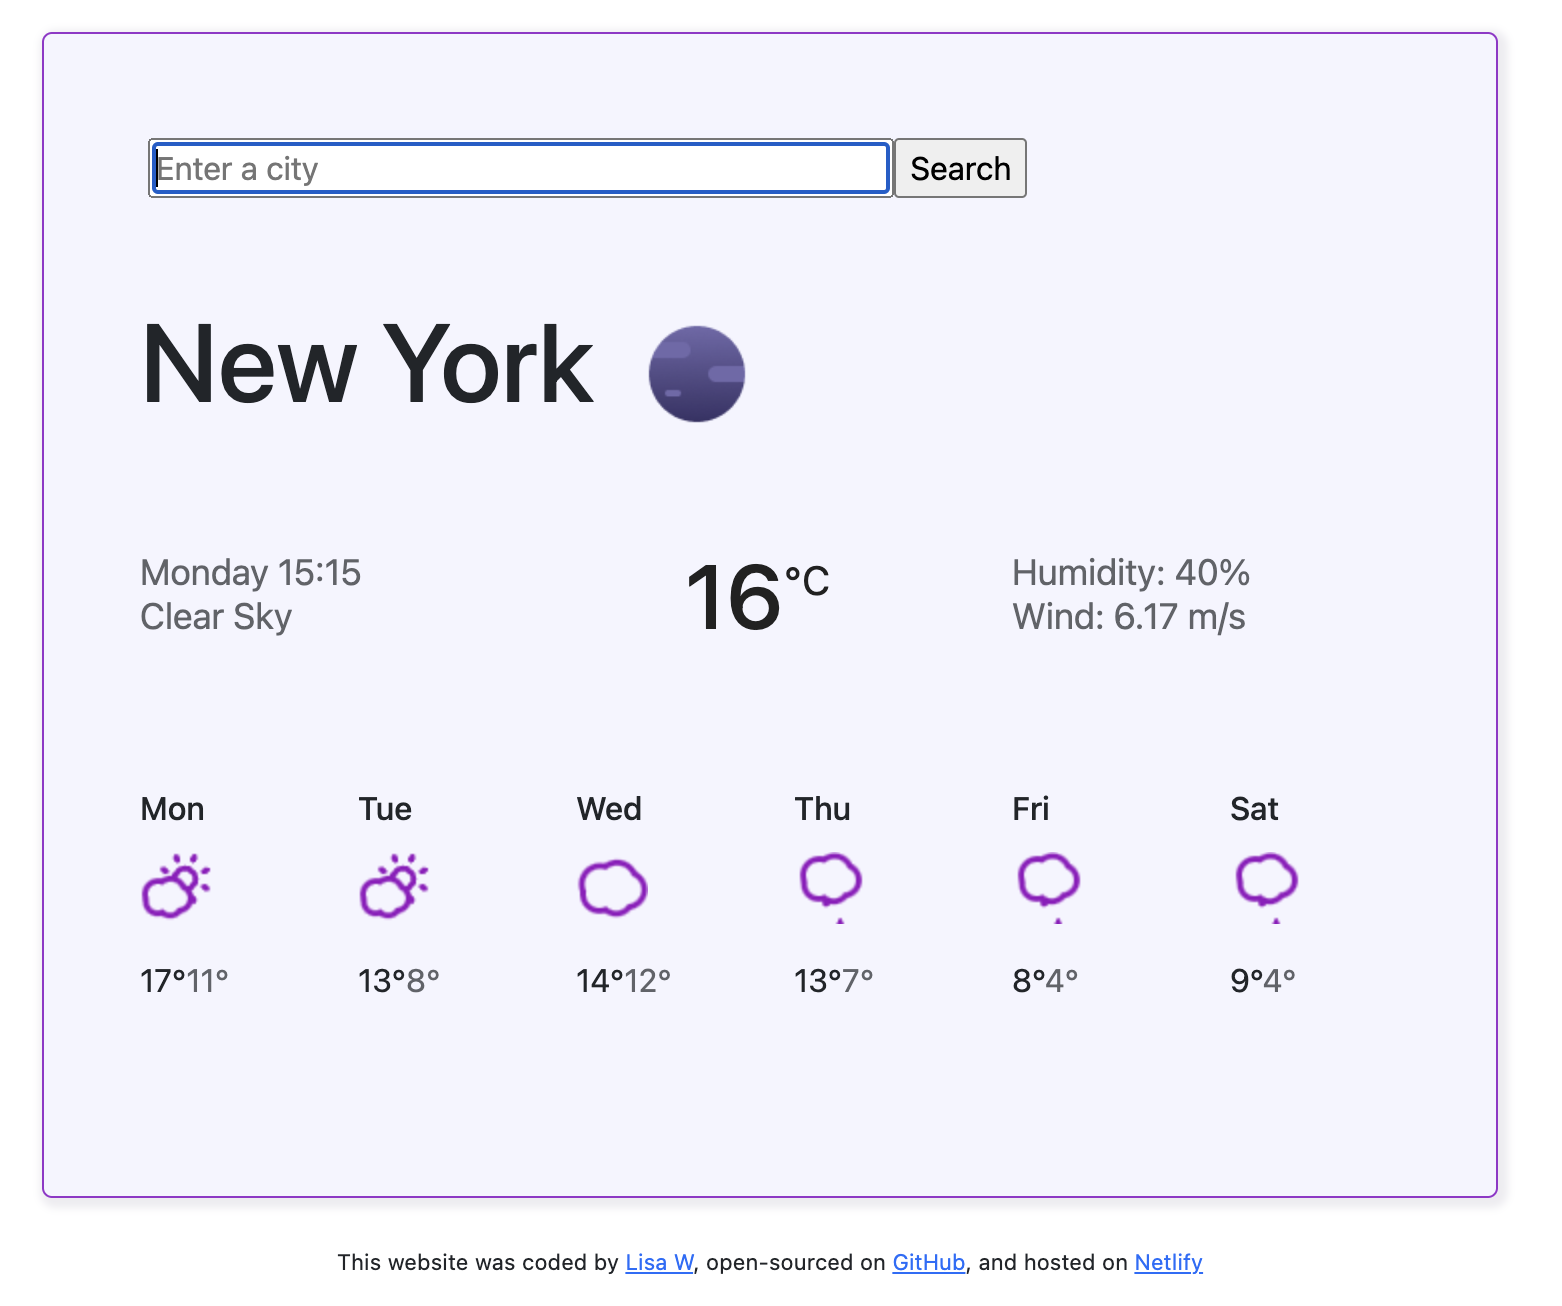 Enter a city
Search
New York
Monday 15:15
Clear Sky
16°C
Humidity: 40%
Wind: 6.17 m/s
Mon
Tue
Wed
Thu
Fri
Sat
17°11°
13°8°
14°12°
13°7°
8°4°
9°4°
This website was coded by Lisa W, open-sourced on GitHub, and hosted on Netlify